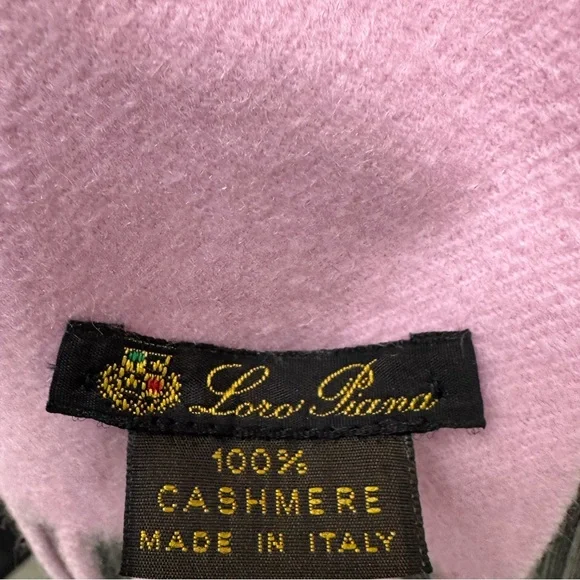 Loro Piana
100%
CASHMERE
MADE IN ITALY